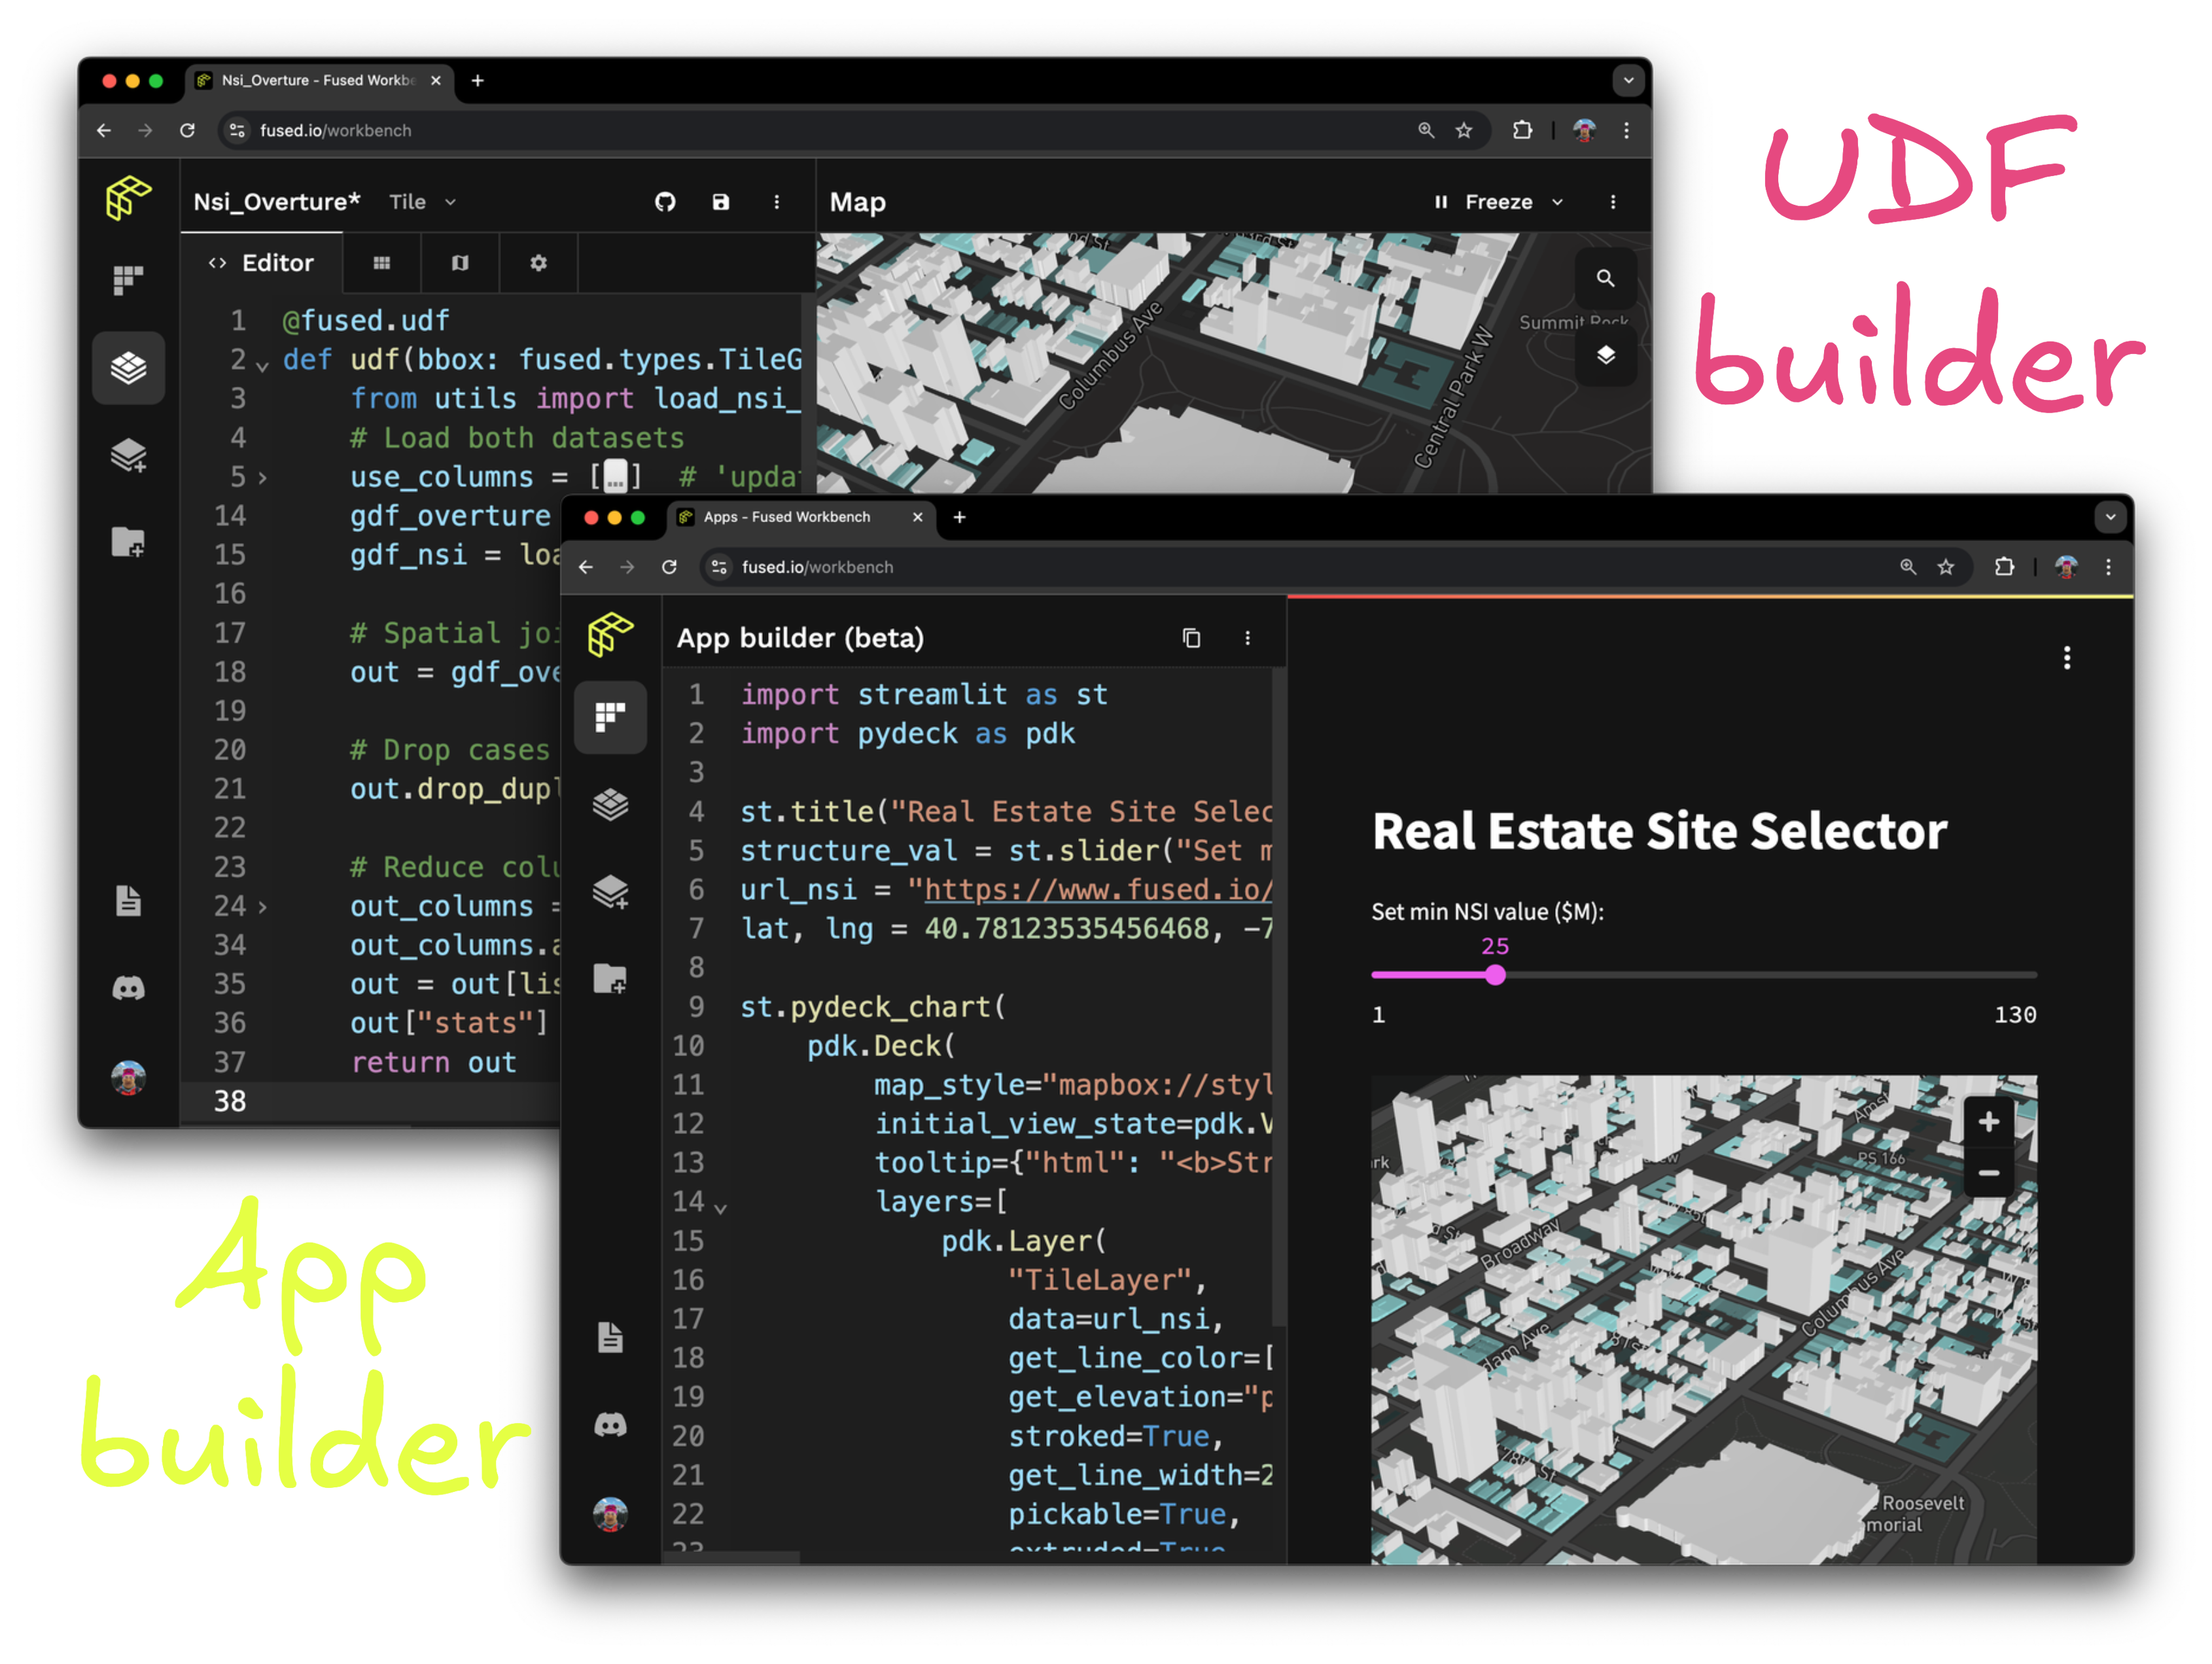 Nsi_Overture - Fused Workbe
fused.io/workbench
Nsi_Overture* Tile
Editor
1 @fused.udf
2 def udf(bbox: fused.types.TileG
3 from utils import load_nsi_
4 # Load both datasets
5 use_columns = […] # 'updat
14 gdf_overture
15 gdf_nsi = loa
16
17 # Spatial joi
18 out = gdf_ove
19
20 # Drop cases
21 out.drop_dupl
22
23 # Reduce colu
24 out_columns =
34 out_columns.a
35 out = out[lis
36 out["stats"]
37 return out
38
Map
Freeze
Columbus Ave
Central Park W
Summit Rock
UDF
builder
Apps - Fused Workbench
fused.io/workbench
App builder (beta)
1 import streamlit as st
2 import pydeck as pdk
3
4 st.title("Real Estate Site Selec
5 structure_val = st.slider("Set m
6 url_nsi = "https://www.fused.io/
7 lat, lng = 40.78123535456468, -7
8
9 st.pydeck_chart(
10 pdk.Deck(
11 map_style="mapbox://styl
12 initial_view_state=pdk.V
13 tooltip={"html": "<b>Str
14 layers=[
15 pdk.Layer(
16 "TileLayer",
17 data=url_nsi,
18 get_line_color=[
19 get_elevation="p
20 stroked=True,
21 get_line_width=2
22 pickable=True,
23 extruded=True
Real Estate Site Selector
Set min NSI value ($M):
25
1 130
PS 166
Broadway
Columbus Ave
dam Ave
Roosevelt
morial
App
builder